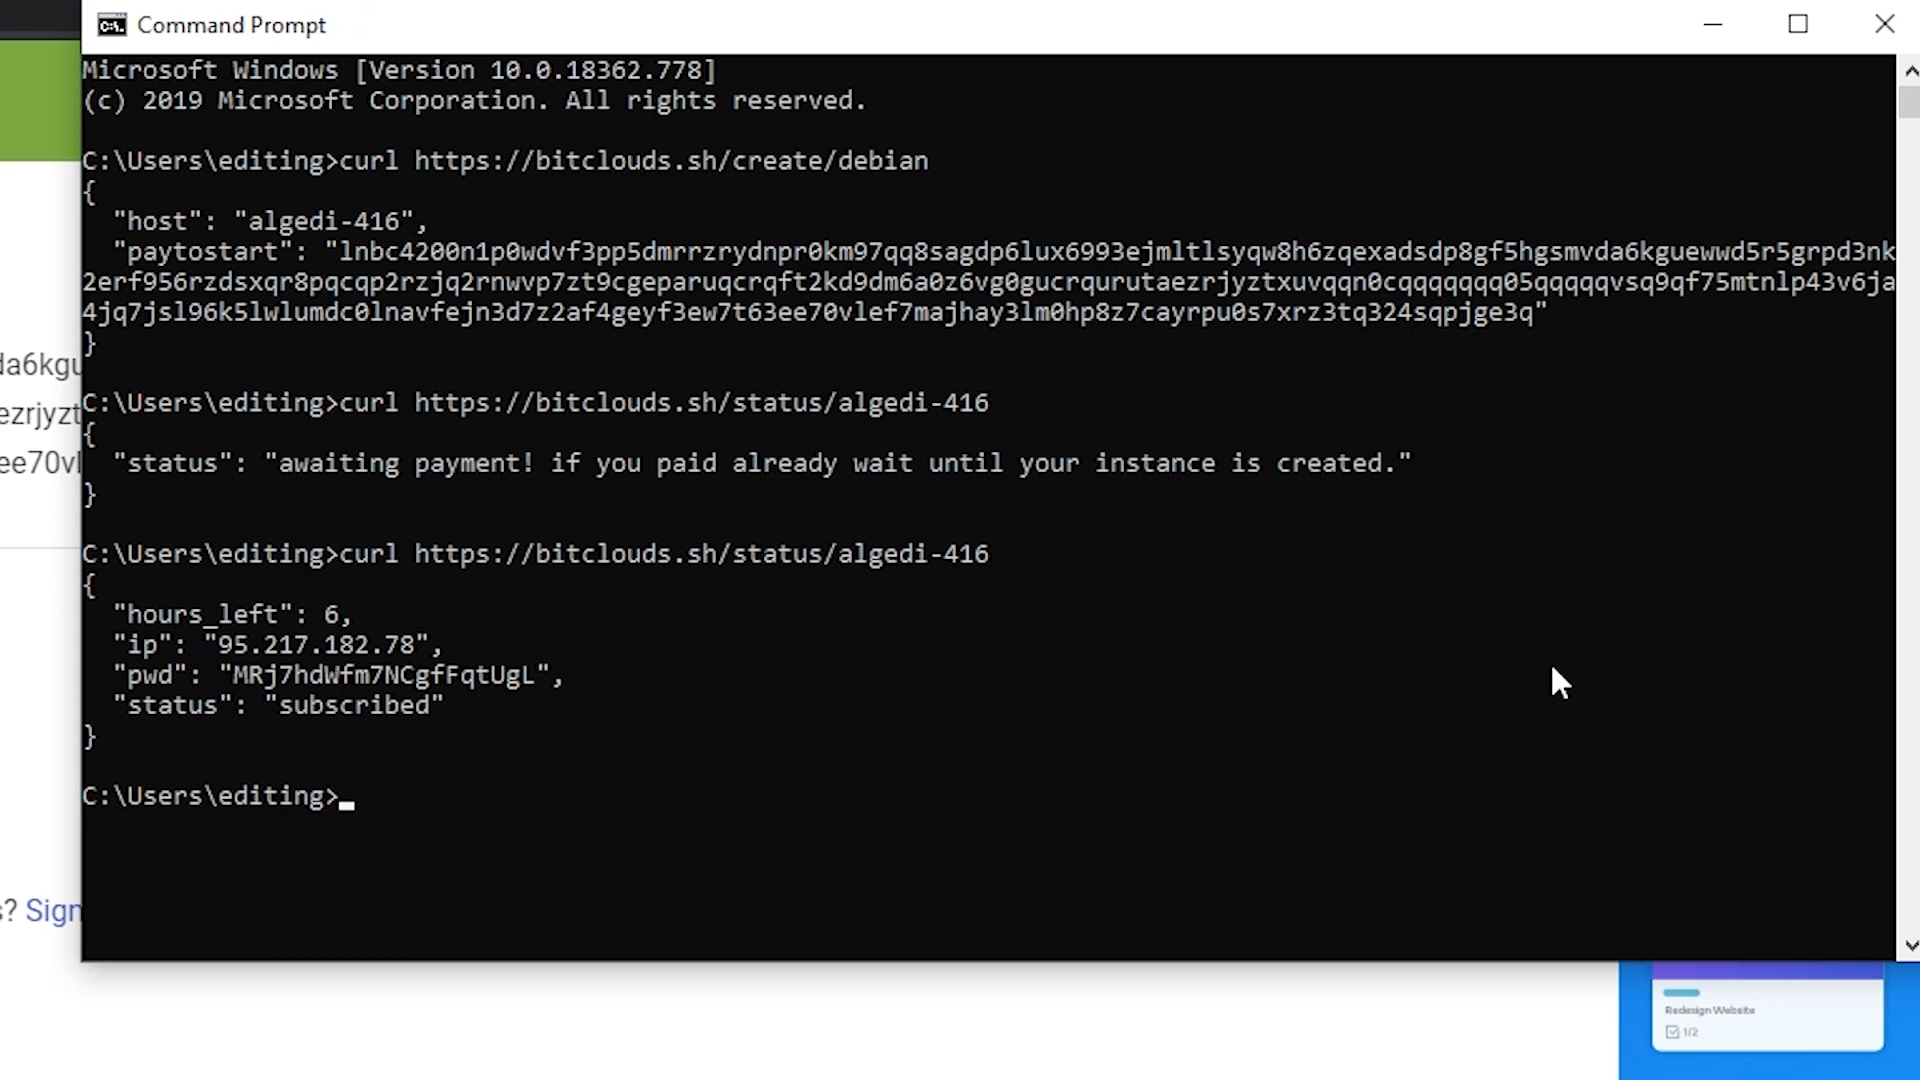 Command Prompt
Microsoft Windows [Version 10.0.18362.778]
(c) 2019 Microsoft Corporation. All rights reserved.
C:\Users\editing>curl https://bitclouds.sh/create/debian
{
"host": "algedi-416",
"paytostart": "lnbc4200n1p0wdvf3pp5dmrrzrydnpr0km97qq8sagdp6lux6993ejmltlsyqw8h6zqexadsdp8gf5hgsmvda6kguewwd5r5grpd3nk
2erf956rzdsxqr8pqcqp2rzjq2rnwvp7zt9cgeparuqcrqft2kd9dm6a0z6vg0gucrqurutaezrjyztxuvqqn0cqqqqqqq05qqqqqvsq9qf75mtnlp43v6ja
4jq7jsl96k5lwlumdc0lnavfejn3d7z2af4geyf3ew7t63ee70vlef7majhay3lm0hp8z7cayrpu0s7xrz3tq324sqpjge3q"
}
C:\Users\editing>curl https://bitclouds.sh/status/algedi-416
{
"status": "awaiting payment! if you paid already wait until your instance is created."
}
C:\Users\editing>curl https://bitclouds.sh/status/algedi-416
{
"hours_left": 6,
"ip": "95.217.182.78",
"pwd": "MRj7hdWfm7NCgfFqtUgL",
"status": "subscribed"
}
C:\Users\editing>
da6kgu
ezrjyzt
ee70vl
s? Sign
Redesign Website
1/2